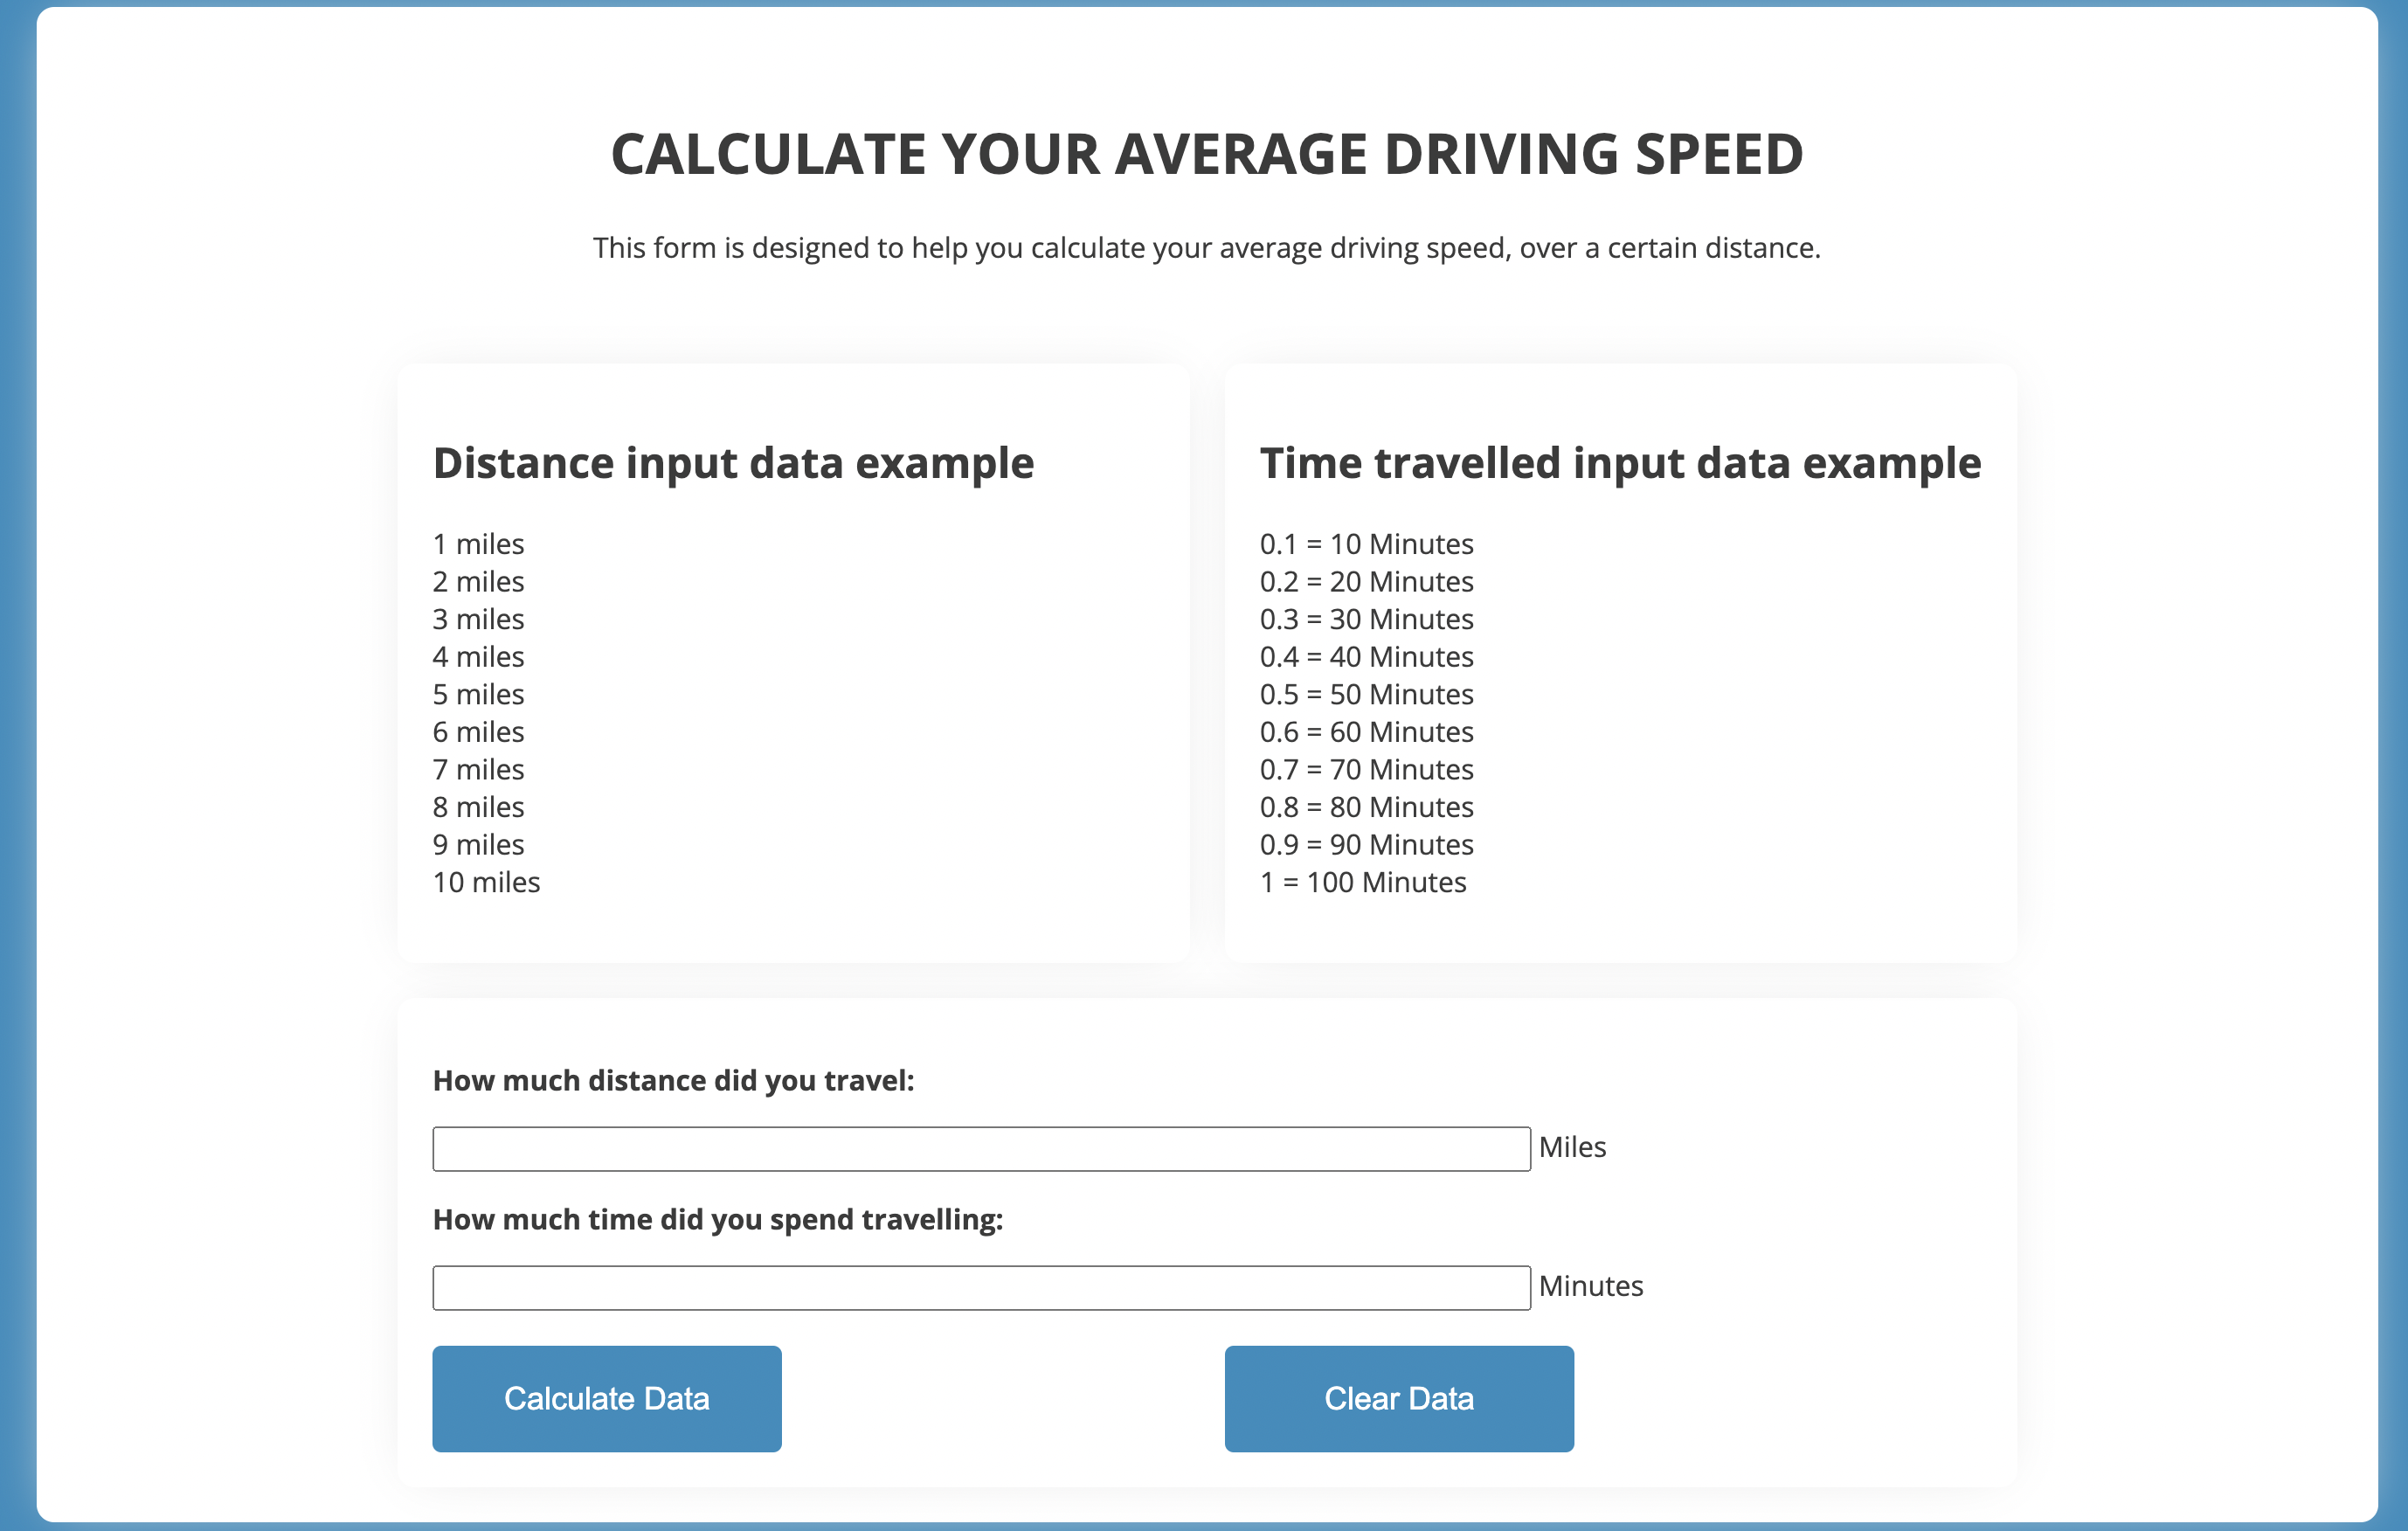 CALCULATE YOUR AVERAGE DRIVING SPEED
This form is designed to help you calculate your average driving speed, over a certain distance.
Distance input data example
1 miles
2 miles
3 miles
4 miles
5 miles
6 miles
7 miles
8 miles
9 miles
10 miles
Time travelled input data example
0.1 = 10 Minutes
0.2 = 20 Minutes
0.3 = 30 Minutes
0.4 = 40 Minutes
0.5 = 50 Minutes
0.6 = 60 Minutes
0.7 = 70 Minutes
0.8 = 80 Minutes
0.9 = 90 Minutes
1 = 100 Minutes
How much distance did you travel:
Miles
How much time did you spend travelling:
Minutes
Calculate Data
Clear Data